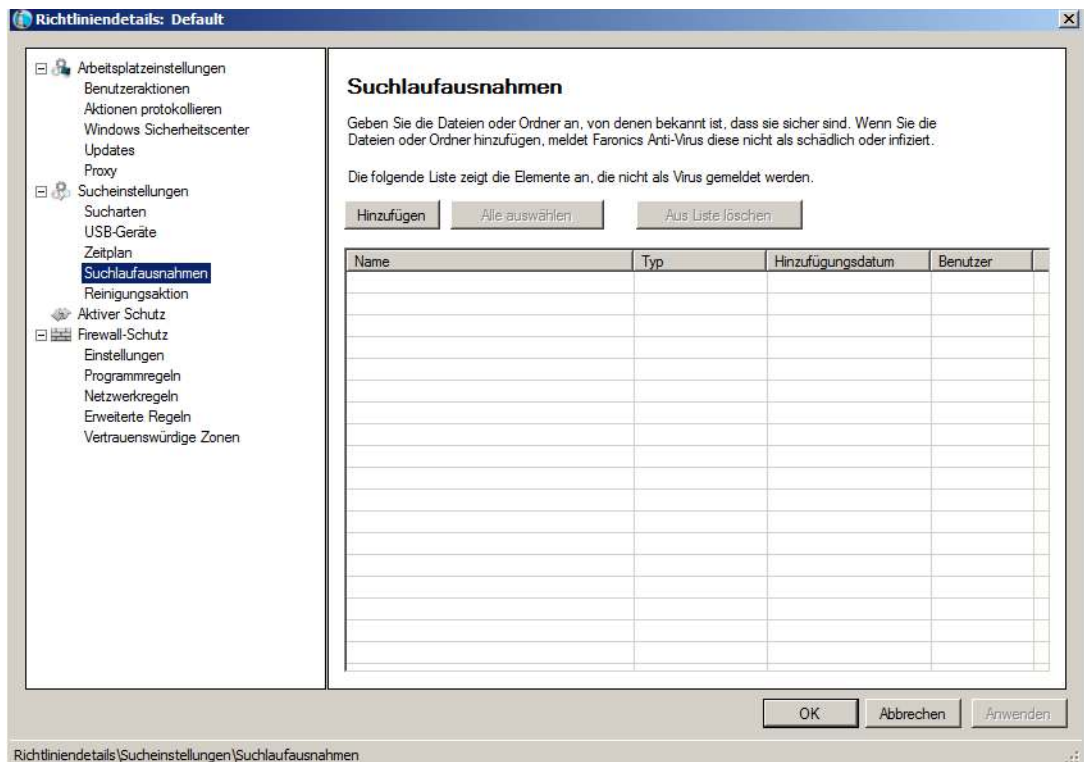 Richtliniendetails: Default
Arbeitsplatzeinstellungen
Benutzeraktionen
Aktionen protokollieren
Windows Sicherheitscenter
Updates
Proxy
Sucheinstellungen
Sucharten
USB-Geräte
Zeitplan
Suchlaufausnahmen
Reinigungsaktion
Aktiver Schutz
Firewall-Schutz
Einstellungen
Programmregeln
Netzwerkregeln
Erweiterte Regeln
Vertrauenswürdige Zonen
Suchlaufausnahmen
Geben Sie die Dateien oder Ordner an, von denen bekannt ist, dass sie sicher sind. Wenn Sie die
Dateien oder Ordner hinzufügen, meldet Faronics Anti-Virus diese nicht als schädlich oder infiziert.
Die folgende Liste zeigt die Elemente an, die nicht als Virus gemeldet werden.
Hinzufügen Alle auswählen Aus Liste löschen
Name Typ Hinzufügungsdatum Benutzer
OK Abbrechen Anwenden
Richtliniendetails\Sucheinstellungen\Suchlaufausnahmen